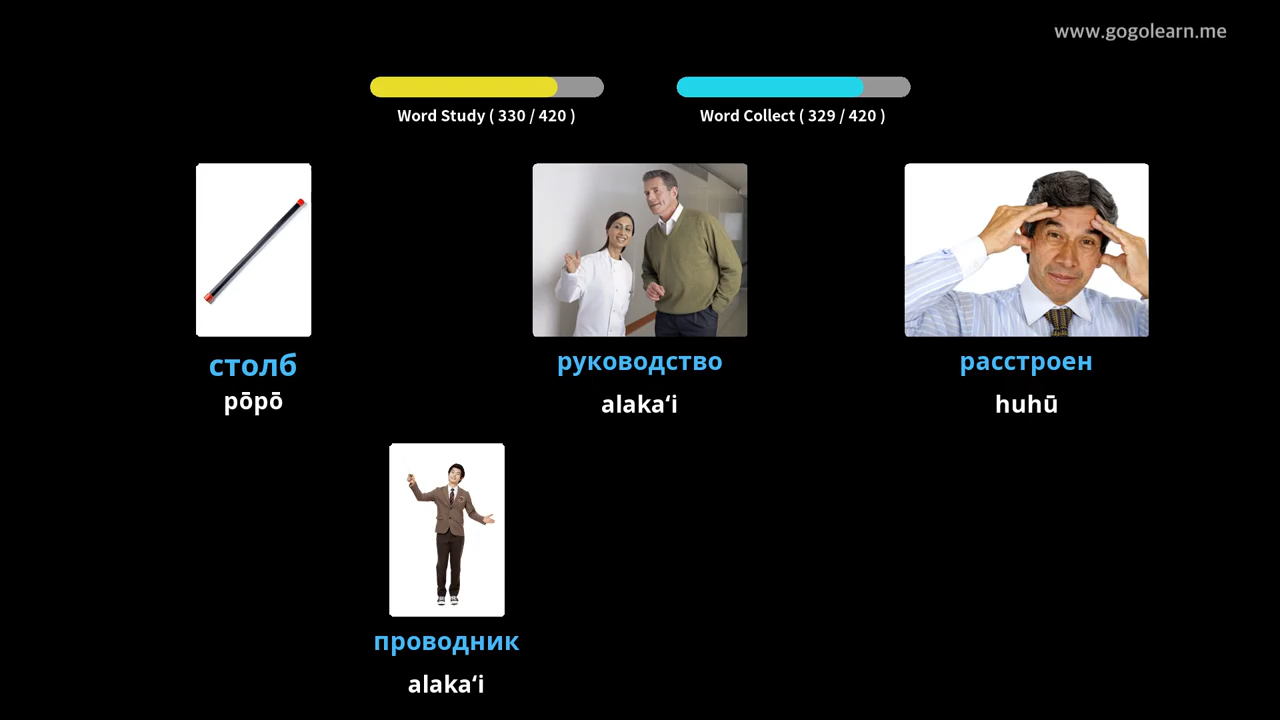 www.gogolearn.me
Word Study ( 330 / 420 )
Word Collect ( 329 / 420 )
столб
pōpō
руководство
alakaʻi
расстроен
huhū
проводник
alakaʻi